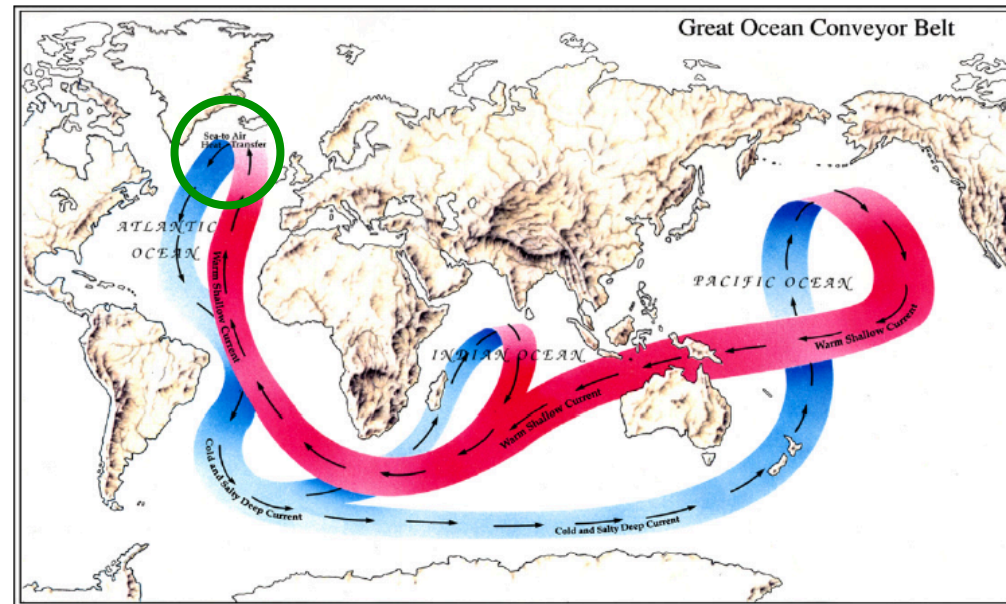 Great Ocean Conveyor Belt
Sea-to Air
Heat Transfer
ATLANTIC
OCEAN
Warm Shallow Current
PACIFIC OCEAN
Warm Shallow Current
INDIAN OCEAN
Warm Shallow Current
Cold and Salty Deep Current
Cold and Salty Deep Current